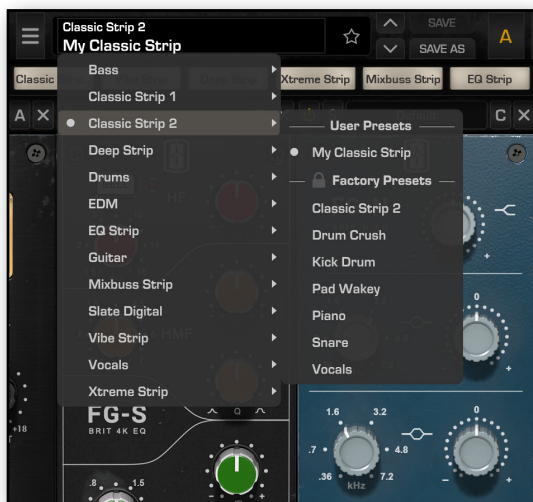 Classic Strip 2
My Classic Strip
SAVE
SAVE AS
A
Classic
Xtreme Strip
Mixbuss Strip
EQ Strip
Bass
Classic Strip 1
Classic Strip 2
Deep Strip
Drums
EDM
EQ Strip
Guitar
Mixbuss Strip
Slate Digital
Vibe Strip
Vocals
Xtreme Strip
A X
Default
C X
User Presets
My Classic Strip
Factory Presets
Classic Strip 2
Drum Crush
Kick Drum
Pad Wakey
Piano
Snare
Vocals
HF
HMF
FG-S
BRIT 4K EQ
Q
+18
.8 1.5
- +
0
+
0
- +
1.6 3.2
.7 4.8
.36 7.2
kHz
0
- +